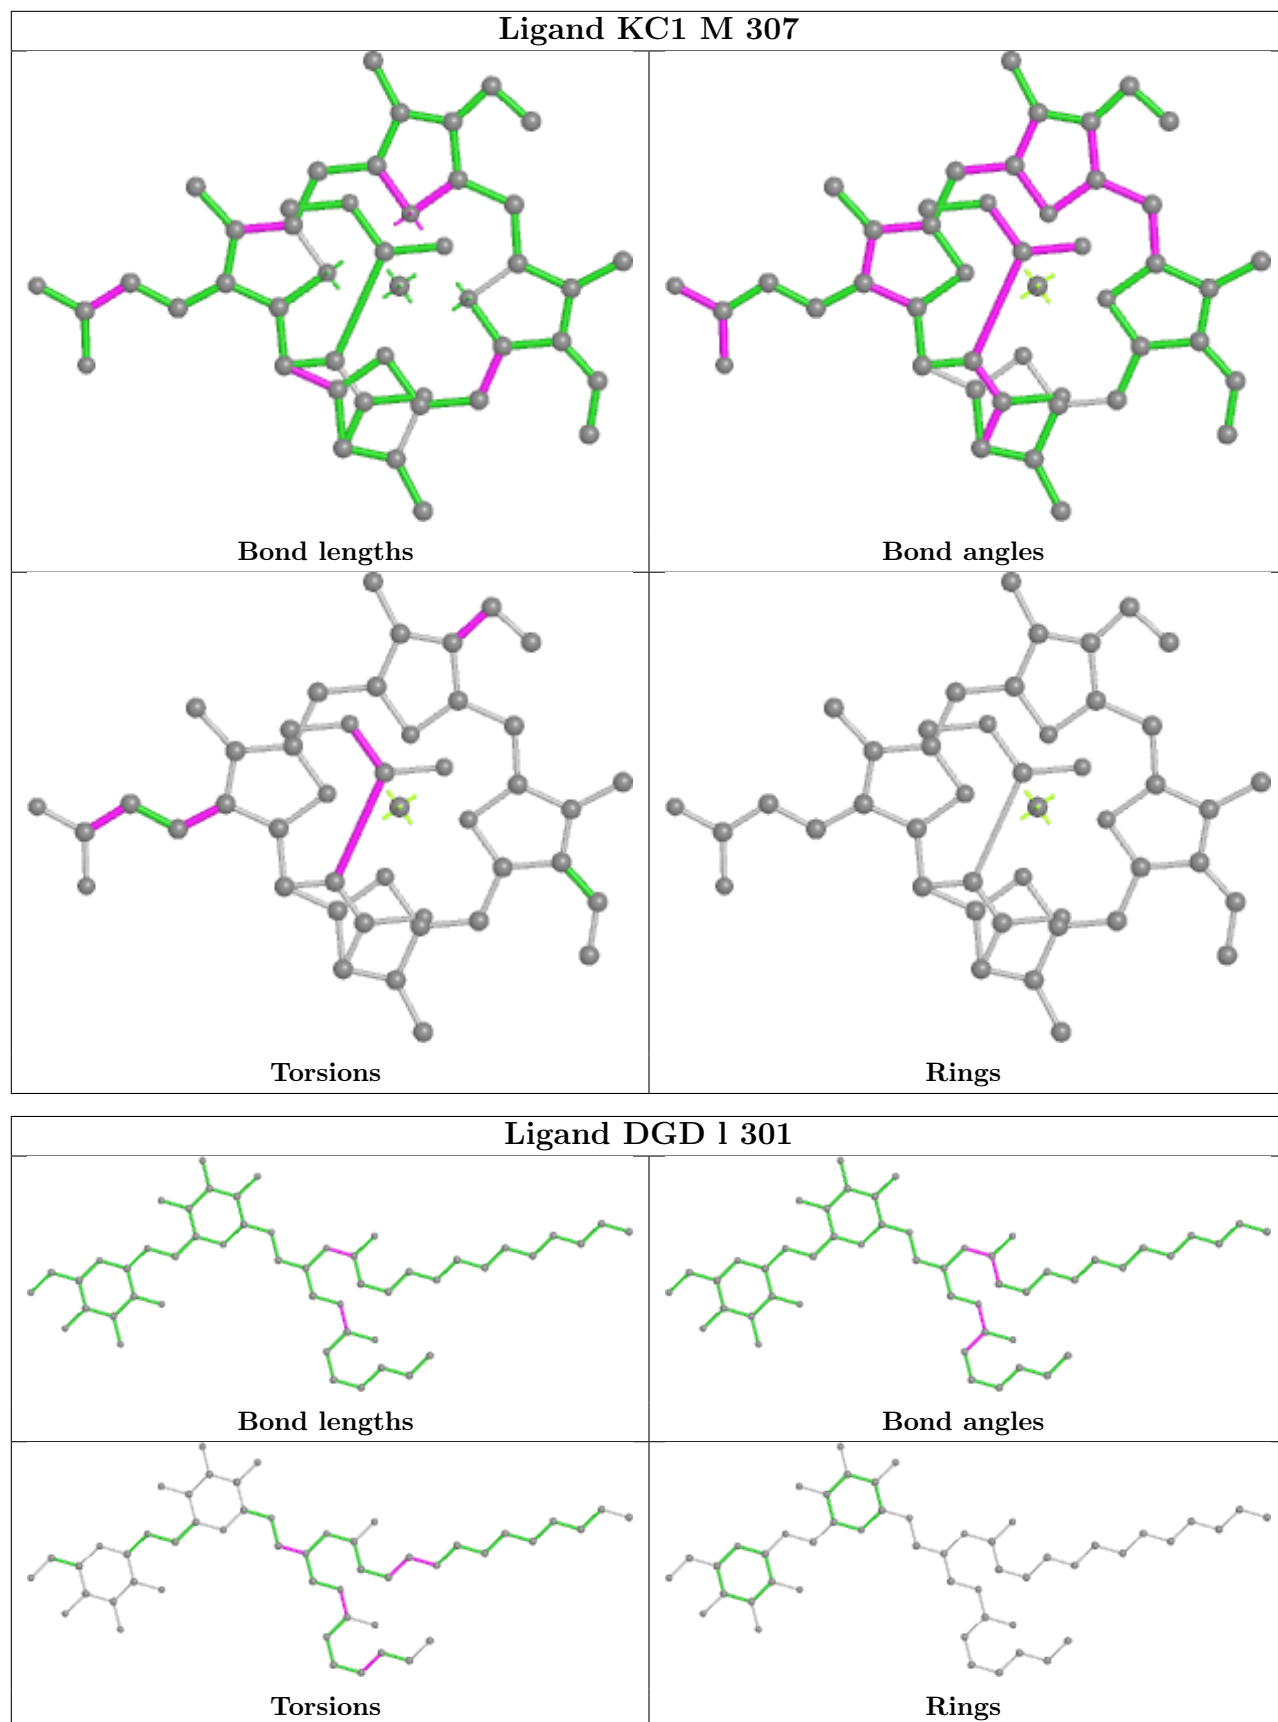 Ligand KC1 M 307
Bond lengths
Bond angles
Torsions
Rings
Ligand DGD l 301
Bond lengths
Bond angles
Torsions
Rings